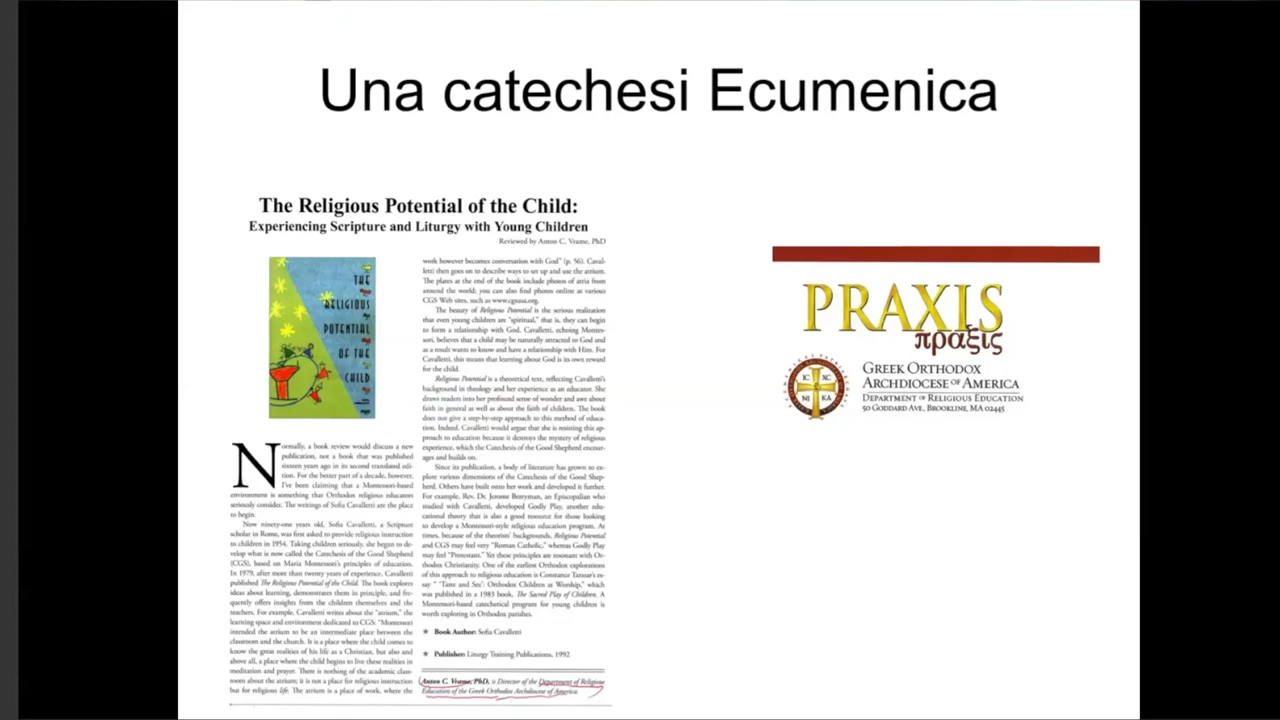 Una catechesi Ecumenica
The Religious Potential of the Child:
Experiencing Scripture and Liturgy with Young Children
Reviewed by Anton C. Vrame, PhD
THE
RELIGIOUS
POTENTIAL
OF THE
CHILD
Normally, a book review would discuss a new
publication, not a book that was published
sixteen years ago in its second translated edi-
tion. For the better part of a decade, however,
I've been claiming that a Montessori-based
environment is something that Orthodox religious educators
seriously consider. The writings of Sofia Cavalletti are the place
to begin.
Now ninety-one years old, Sofia Cavalletti, a Scripture
scholar in Rome, was first asked to provide religious instruction
to children in 1954. Taking children seriously, she began to de-
velop what is now called the Catechesis of the Good Shepherd
(CGS), based on Maria Montessori's principles of education.
In 1979, after more than twenty years of experience, Cavalletti
published The Religious Potential of the Child. The book explores
ideas about learning, demonstrates them in principle, and fre-
quently offers insights from the children themselves and the
teachers. For example, Cavalletti writes about the "atrium," the
learning space and environment dedicated to CGS: "Montessori
intended the atrium to be an intermediate place between the
classroom and the church. It is a place where the child comes to
know the great realities of his life as a Christian, but also and
above all, a place where the child begins to live these realities in
meditation and prayer. There is nothing of the academic class-
room about the atrium; it is not a place for religious instruction
but for religious life. The atrium is a place of work, where the
work however becomes conversation with God" (p. 56). Caval-
letti then goes on to describe ways to set up and use the atrium.
The plates at the end of the book include photos of atria from
around the world; you can also find photos online at various
CGS Web sites, such as www.cgsusa.org.
The beauty of Religious Potential is the serious realization
that even young children are "spiritual," that is, they can begin
to form a relationship with God. Cavalletti, echoing Montes-
sori, believes that a child may be naturally attracted to God and
as a result wants to know and have a relationship with Him. For
Cavalletti, this means that learning about God is its own reward
for the child.
Religious Potential is a theoretical text, reflecting Cavalletti's
background in theology and her experience as an educator. She
draws readers into her profound sense of wonder and awe about
faith in general as well as about the faith of children. The book
does not give a step-by-step approach to this method of educa-
tion. Indeed, Cavalletti would argue that she is resisting this ap-
proach to education because it destroys the mystery of religious
experience, which the Catechesis of the Good Shepherd encour-
ages and builds on.
Since its publication, a body of literature has grown to ex-
plore various dimensions of the Catechesis of the Good Shep-
herd. Others have built onto her work and developed it further.
For example, Rev. Dr. Jerome Berryman, an Episcopalian who
studied with Cavalletti, developed Godly Play, another edu-
cational theory that is also a good resource for those looking
to develop a Montessori-style religious education program. At
times, because of the theorists' backgrounds, Religious Potential
and CGS may feel very "Roman Catholic," whereas Godly Play
may feel "Protestant." Yet these principles are resonant with Or-
thodox Christianity. One of the earliest Orthodox explorations
of this approach to religious education is Constance Tarasar's es-
say " 'Taste and See': Orthodox Children at Worship," which
was published in a 1983 book, The Sacred Play of Children. A
Montessori-based catechetical program for young children is
worth exploring in Orthodox parishes.
★ Book Author: Sofia Cavalletti
★ Publisher: Liturgy Training Publications, 1992
Anton C. Vrame, PhD, is Director of the Department of Religious
Education of the Greek Orthodox Archdiocese of America.
PRAXIS
πραξις
IC XC
NI KA
GREEK ORTHODOX
ARCHDIOCESE OF AMERICA
DEPARTMENT OF RELIGIOUS EDUCATION
50 GODDARD AVE., BROOKLINE, MA 02445